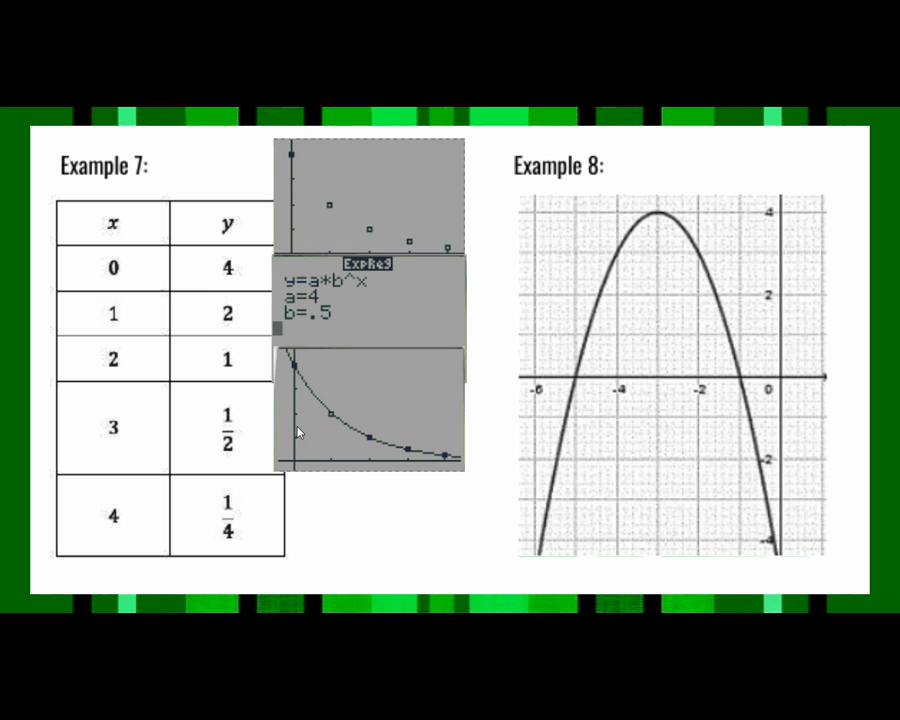 Example 7:
x y
0 4
1 2
2 1
3 1/2
4 1/4
ExpReg
y=a*b^x
a=4
b=.5
Example 8:
4
2
-6 -4 -2 0
-2
-4